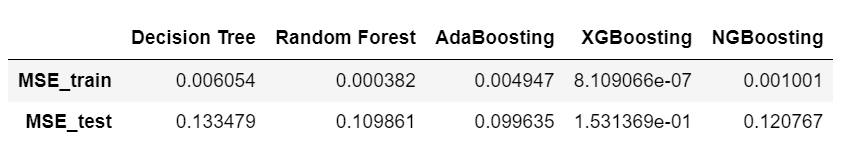 Decision Tree Random Forest AdaBoosting XGBoosting NGBoosting
MSE_train 0.006054 0.000382 0.004947 8.109066e-07 0.001001
MSE_test 0.133479 0.109861 0.099635 1.531369e-01 0.120767